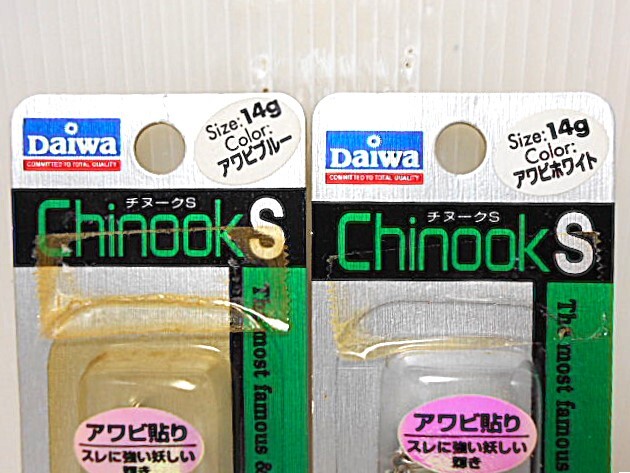 Daiwa
COMMITTED TO TOTAL QUALITY
Size: 14g
Color:
アワビブルー
チヌークS
Chinook S
The most famous &
アワビ貼り
スレに強い妖しい
輝き
Daiwa
COMMITTED TO TOTAL QUALITY
Size: 14g
Color:
アワビホワイト
チヌークS
Chinook S
The most famous
アワビ貼り
スレに強い妖しい
輝き